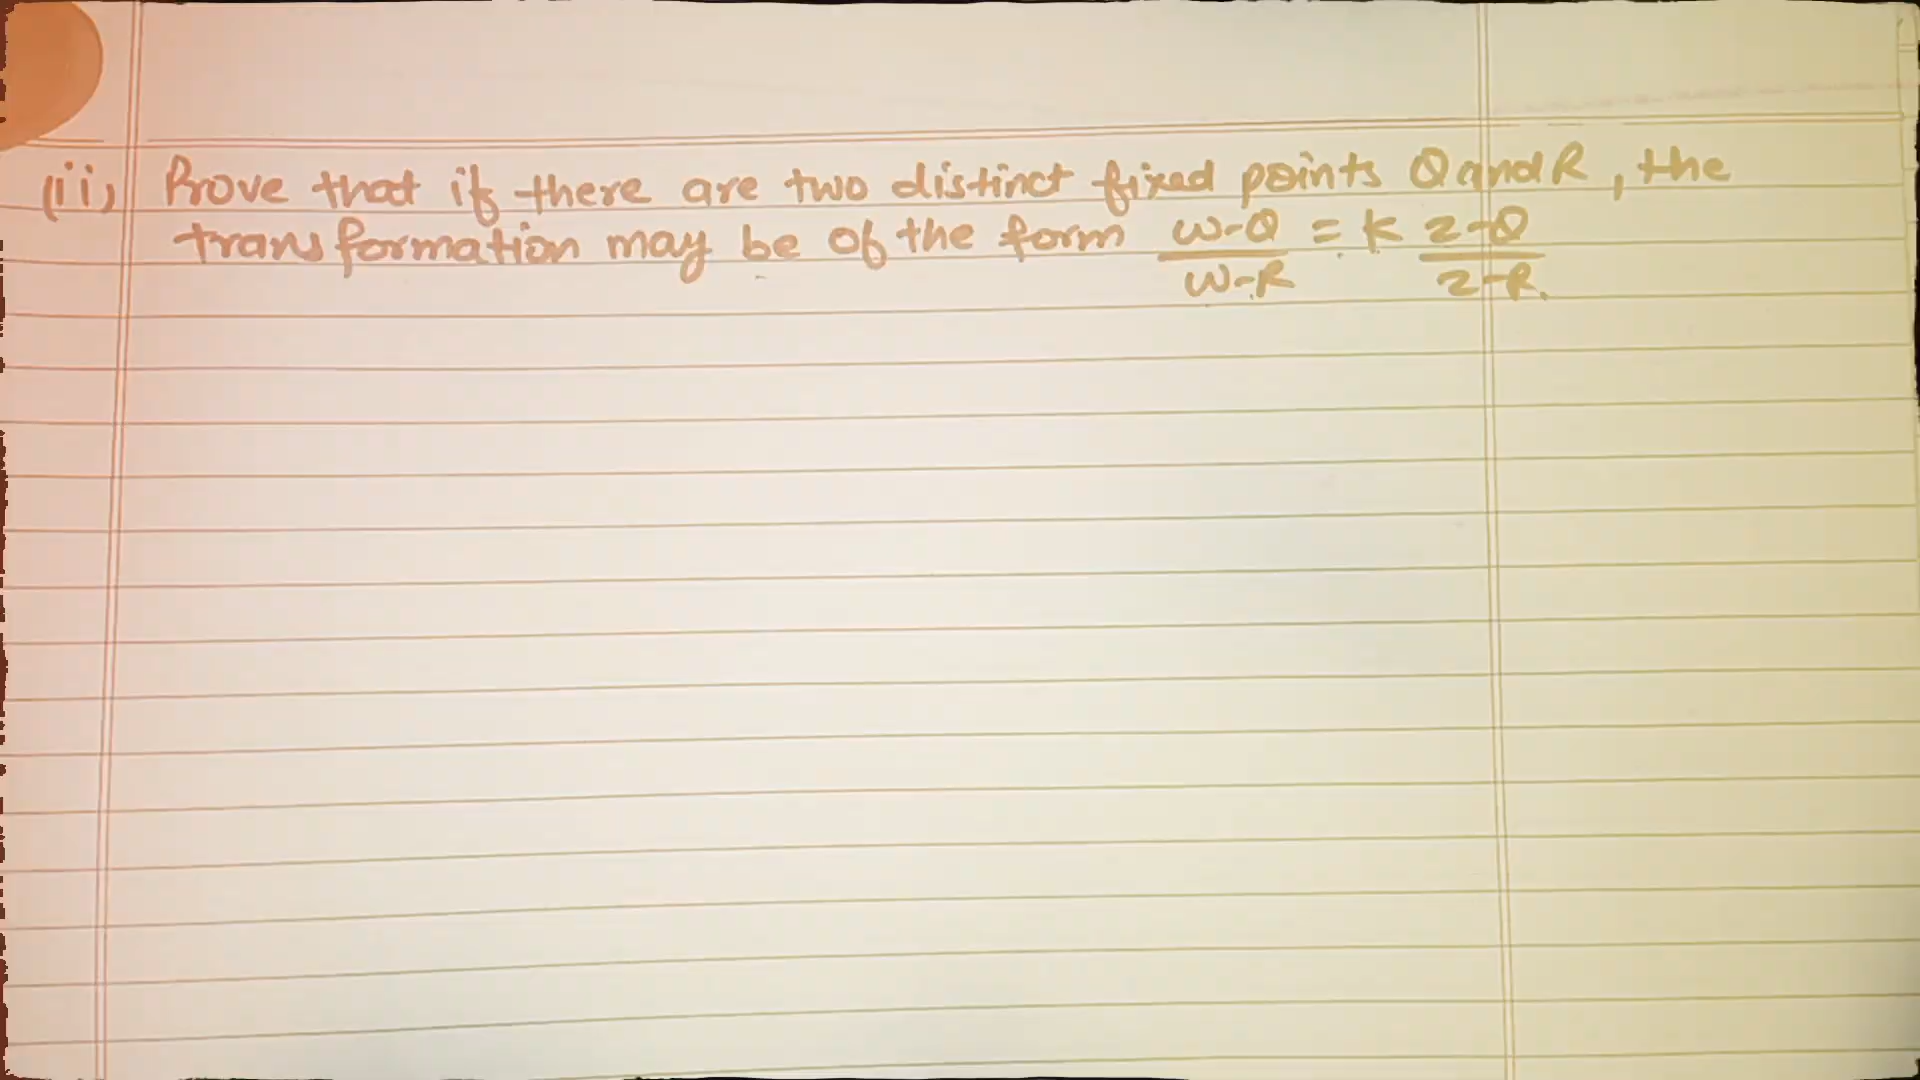 (ii) Prove that if there are two distinct fixed points Q and R, the
transformation may be of the form w-Q = k z-Q
w-R z-R.